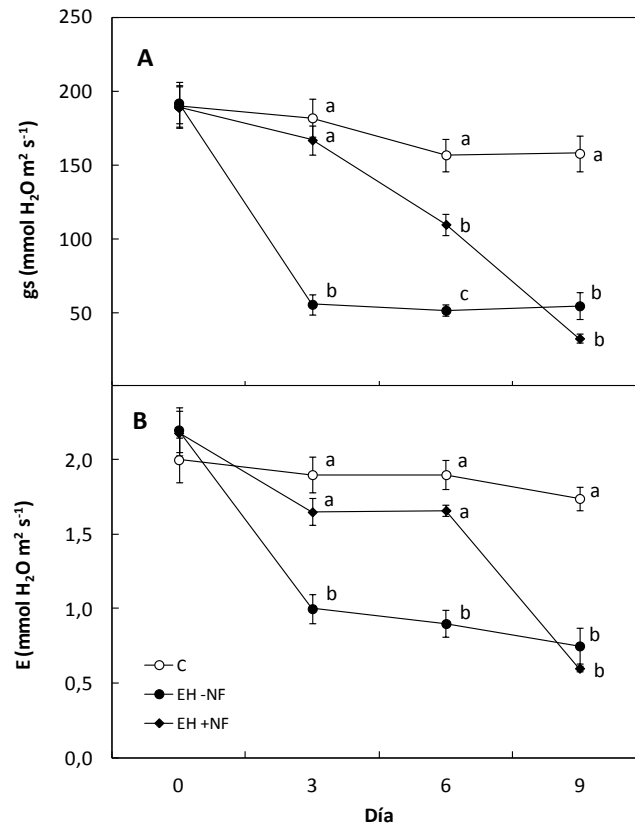 250
A
200
150
100
50
gs (mmol H₂O m² s⁻¹)
a
a
a
a
b
b
c
b
b
B
2,0
1,5
1,0
0,5
0,0
E (mmol H₂O m² s⁻¹)
a
a
a
a
a
b
b
b
b
C
EH -NF
EH +NF
0 3 6 9
Día